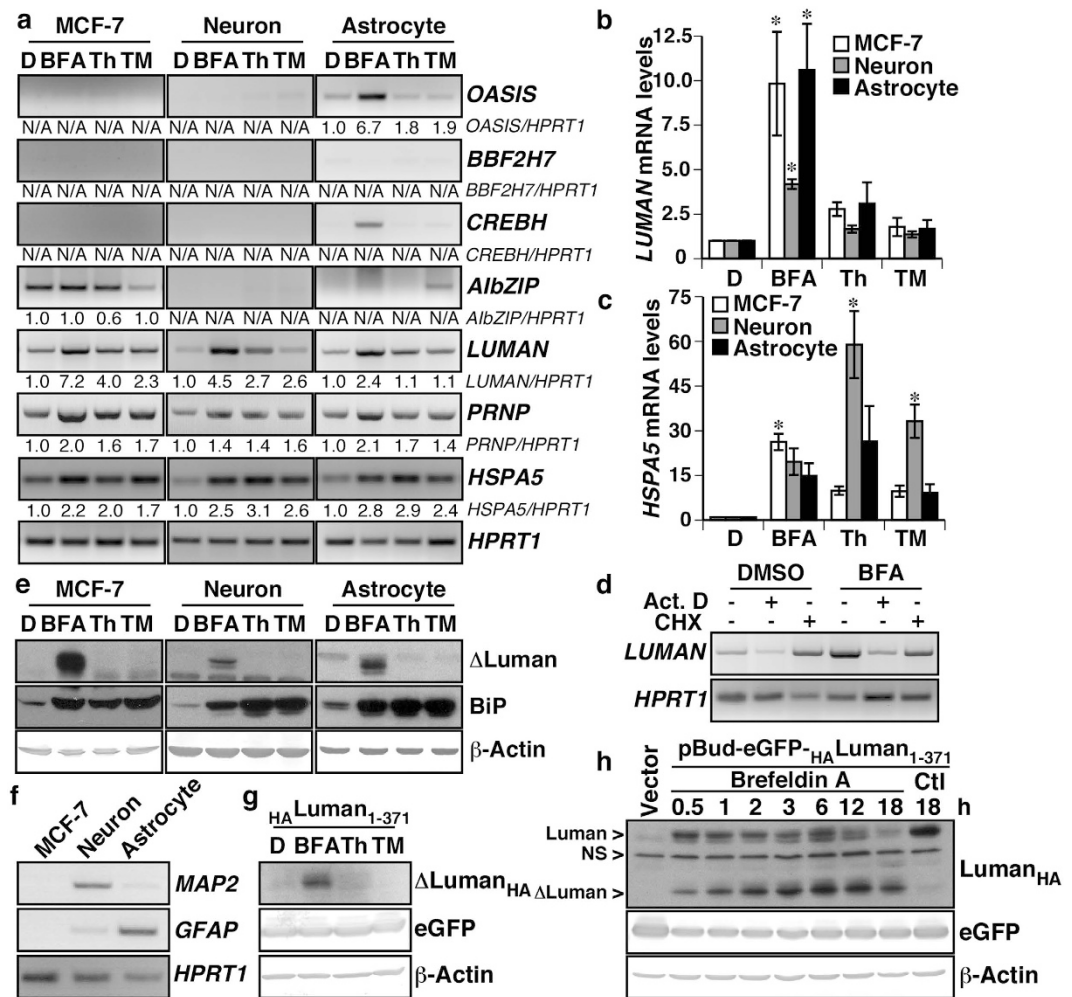 a
MCF-7 Neuron Astrocyte
D BFA Th TM D BFA Th TM D BFA Th TM
OASIS
N/A N/A N/A N/A N/A N/A N/A N/A 1.0 6.7 1.8 1.9 OASIS/HPRT1
BBF2H7
N/A N/A N/A N/A N/A N/A N/A N/A N/A N/A N/A N/A BBF2H7/HPRT1
CREBH
N/A N/A N/A N/A N/A N/A N/A N/A N/A N/A N/A N/A CREBH/HPRT1
AlbZIP
1.0 1.0 0.6 1.0 N/A N/A N/A N/A N/A N/A N/A N/A AlbZIP/HPRT1
LUMAN
1.0 7.2 4.0 2.3 1.0 4.5 2.7 2.6 1.0 2.4 1.1 1.1 LUMAN/HPRT1
PRNP
1.0 2.0 1.6 1.7 1.0 1.4 1.4 1.6 1.0 2.1 1.7 1.4 PRNP/HPRT1
HSPA5
1.0 2.2 2.0 1.7 1.0 2.5 3.1 2.6 1.0 2.8 2.9 2.4 HSPA5/HPRT1
HPRT1
b
LUMAN mRNA levels
12.5
10.0
7.5
5.0
2.5
0
* * *
MCF-7
Neuron
Astrocyte
D BFA Th TM
c
HSPA5 mRNA levels
75
60
45
30
15
0
MCF-7
Neuron
Astrocyte
* * *
D BFA Th TM
d
DMSO BFA
Act. D - + - - + -
CHX - - + - - +
LUMAN
HPRT1
e
MCF-7 Neuron Astrocyte
D BFA Th TM D BFA Th TM D BFA Th TM
ΔLuman
BiP
β-Actin
f
MCF-7 Neuron Astrocyte
MAP2
GFAP
HPRT1
g
HALuman1-371
D BFA Th TM
ΔLumanHA
eGFP
β-Actin
h
Vector
pBud-eGFP-HALuman1-371
Brefeldin A Ctl
0.5 1 2 3 6 12 18 18 h
Luman >
NS >
ΔLuman >
LumanHA
eGFP
β-Actin